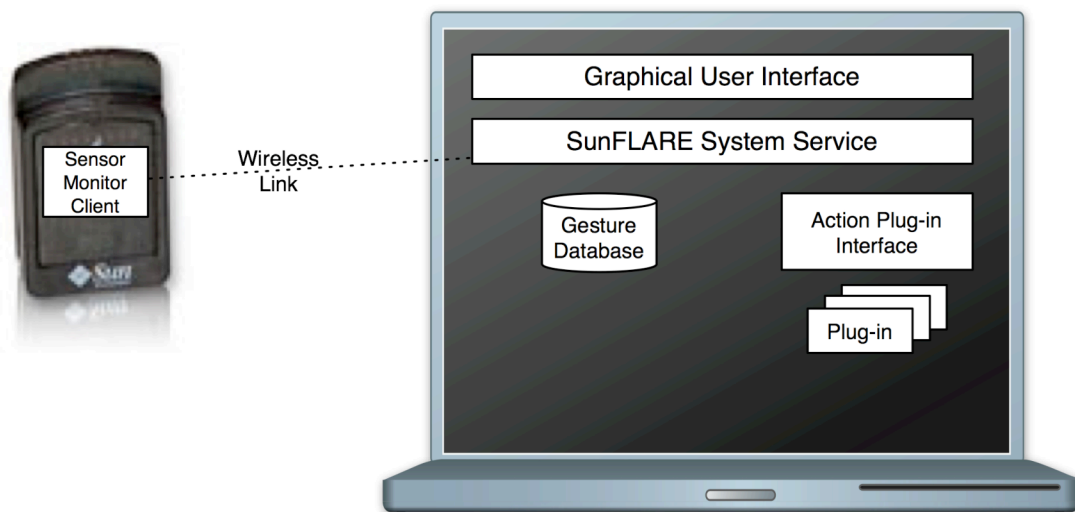 Graphical User Interface
SunFLARE System Service
Sensor
Monitor
Client
Wireless
Link
Gesture
Database
Action Plug-in
Interface
Plug-in
Sun